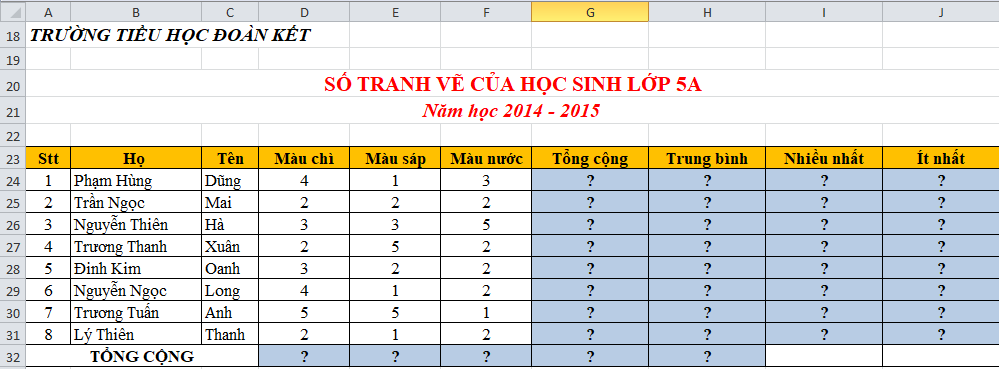 A B C D E F G H I J
18 TRƯỜNG TIỂU HỌC ĐOÀN KẾT
19
20 SỐ TRANH VẼ CỦA HỌC SINH LỚP 5A
21 Năm học 2014 - 2015
22
23 Stt Họ Tên Màu chì Màu sáp Màu nước Tổng cộng Trung bình Nhiều nhất Ít nhất
24 1 Phạm Hùng Dũng 4 1 3 ? ? ? ?
25 2 Trần Ngọc Mai 2 2 2 ? ? ? ?
26 3 Nguyễn Thiên Hà 3 3 5 ? ? ? ?
27 4 Trương Thanh Xuân 2 5 2 ? ? ? ?
28 5 Đinh Kim Oanh 3 2 2 ? ? ? ?
29 6 Nguyễn Ngọc Long 4 1 2 ? ? ? ?
30 7 Trương Tuấn Anh 5 5 1 ? ? ? ?
31 8 Lý Thiên Thanh 2 1 2 ? ? ? ?
32 TỔNG CỘNG ? ? ? ? ?